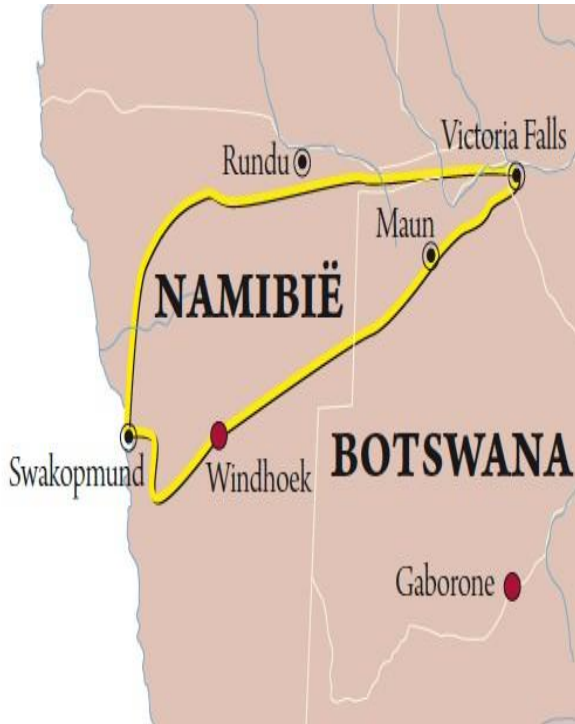 Victoria Falls
Rundu
Maun
NAMIBIË
Swakopmund
Windhoek
BOTSWANA
Gaborone